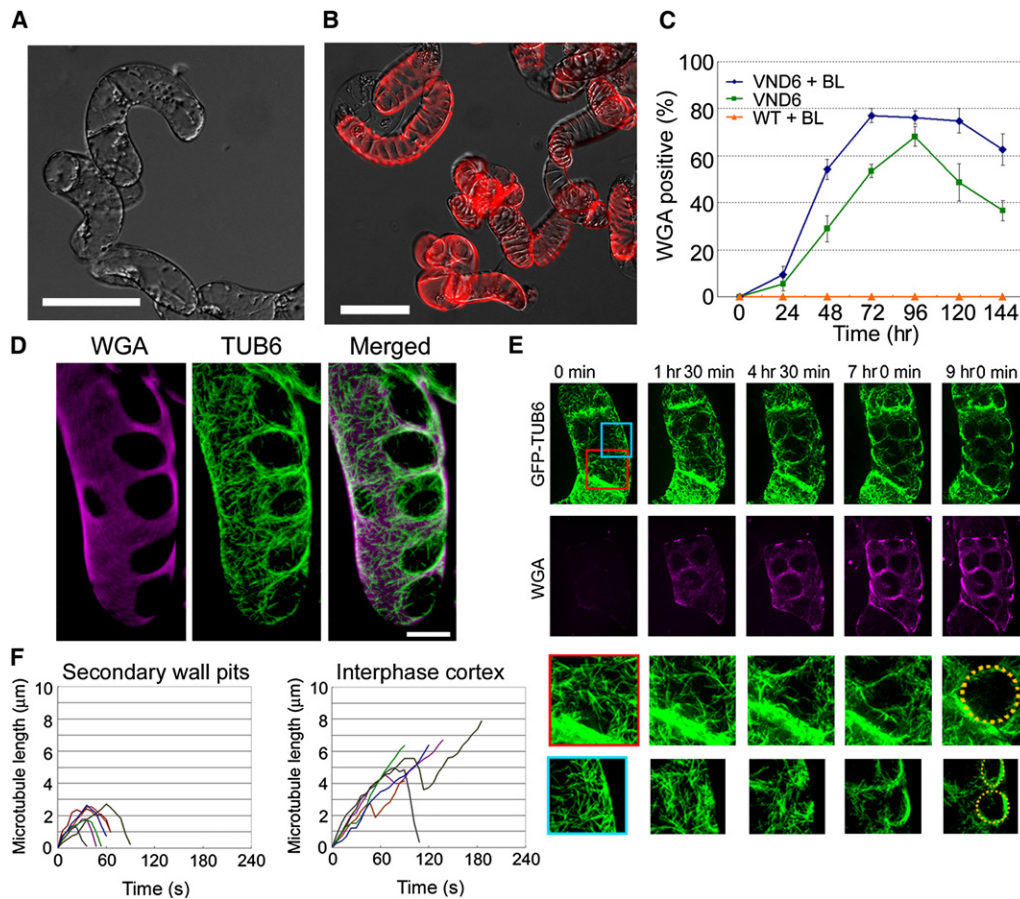 A
B
C
WGA positive (%)
100
80
60
40
20
0
VND6 + BL
VND6
WT + BL
0 24 48 72 96 120 144
Time (hr)
D
WGA TUB6 Merged
E
0 min 1 hr 30 min 4 hr 30 min 7 hr 0 min 9 hr 0 min
GFP-TUB6
WGA
F
Secondary wall pits
Microtubule length (μm)
10
8
6
4
2
0
0 60 120 180 240
Time (s)
Interphase cortex
Microtubule length (μm)
10
8
6
4
2
0
0 60 120 180 240
Time (s)